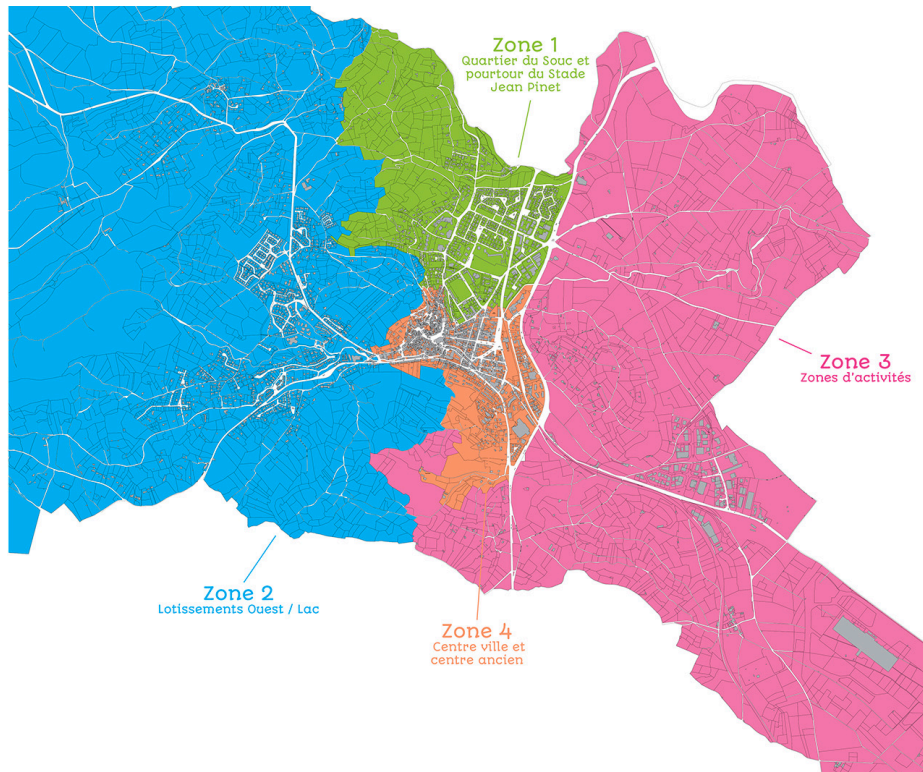 Zone 1
Quartier du Souc et
pourtour du Stade
Jean Pinet
Zone 3
Zones d'activités
Zone 2
Lotissements Ouest / Lac
Zone 4
Centre ville et
centre ancien